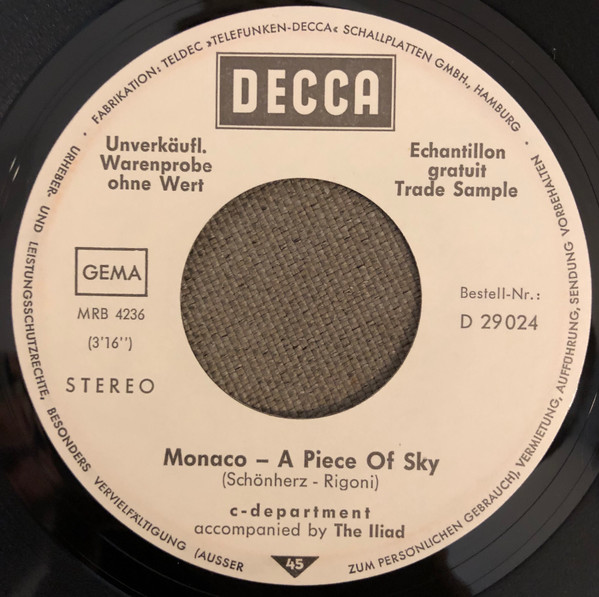 · FABRIKATION: TELDEC »TELEFUNKEN-DECCA« SCHALLPLATTEN GMBH., HAMBURG ·
DECCA
Unverkäufl.
Warenprobe
ohne Wert
Echantillon
gratuit
Trade Sample
GEMA
MRB 4236
(3'16'')
STEREO
Bestell-Nr.:
D 29024
Monaco – A Piece Of Sky
(Schönherz - Rigoni)
c-department
accompanied by The Iliad
45
URHEBER- UND LEISTUNGSSCHUTZRECHTE, BESONDERS VERVIELFÄLTIGUNG (AUSSER ZUM PERSÖNLICHEN GEBRAUCH), VERMIETUNG, AUFFÜHRUNG, SENDUNG VORBEHALTEN